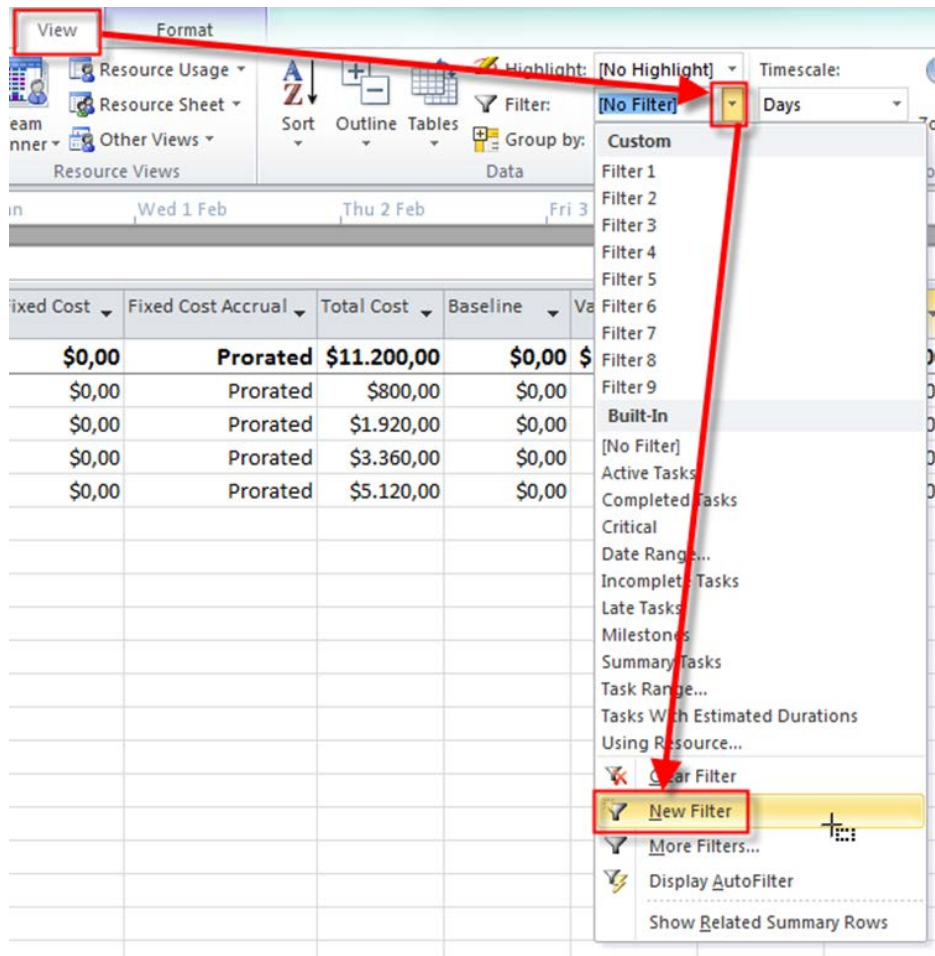 View Format
Resource Usage Highlight: [No Highlight] Timescale:
Resource Sheet Filter: [No Filter] Days
Other Views Sort Outline Tables Group by:
Resource Views Data
Wed 1 Feb Thu 2 Feb Fri 3
Fixed Cost Fixed Cost Accrual Total Cost Baseline
$0,00 Prorated $11.200,00 $0,00 $
$0,00 Prorated $800,00 $0,00
$0,00 Prorated $1.920,00 $0,00
$0,00 Prorated $3.360,00 $0,00
$0,00 Prorated $5.120,00 $0,00
Custom
Filter 1
Filter 2
Filter 3
Filter 4
Filter 5
Filter 6
Filter 7
Filter 8
Filter 9
Built-In
[No Filter]
Active Tasks
Completed Tasks
Critical
Date Range...
Incomplete Tasks
Late Tasks
Milestones
Summary Tasks
Task Range...
Tasks With Estimated Durations
Using Resource...
Clear Filter
New Filter
More Filters...
Display AutoFilter
Show Related Summary Rows